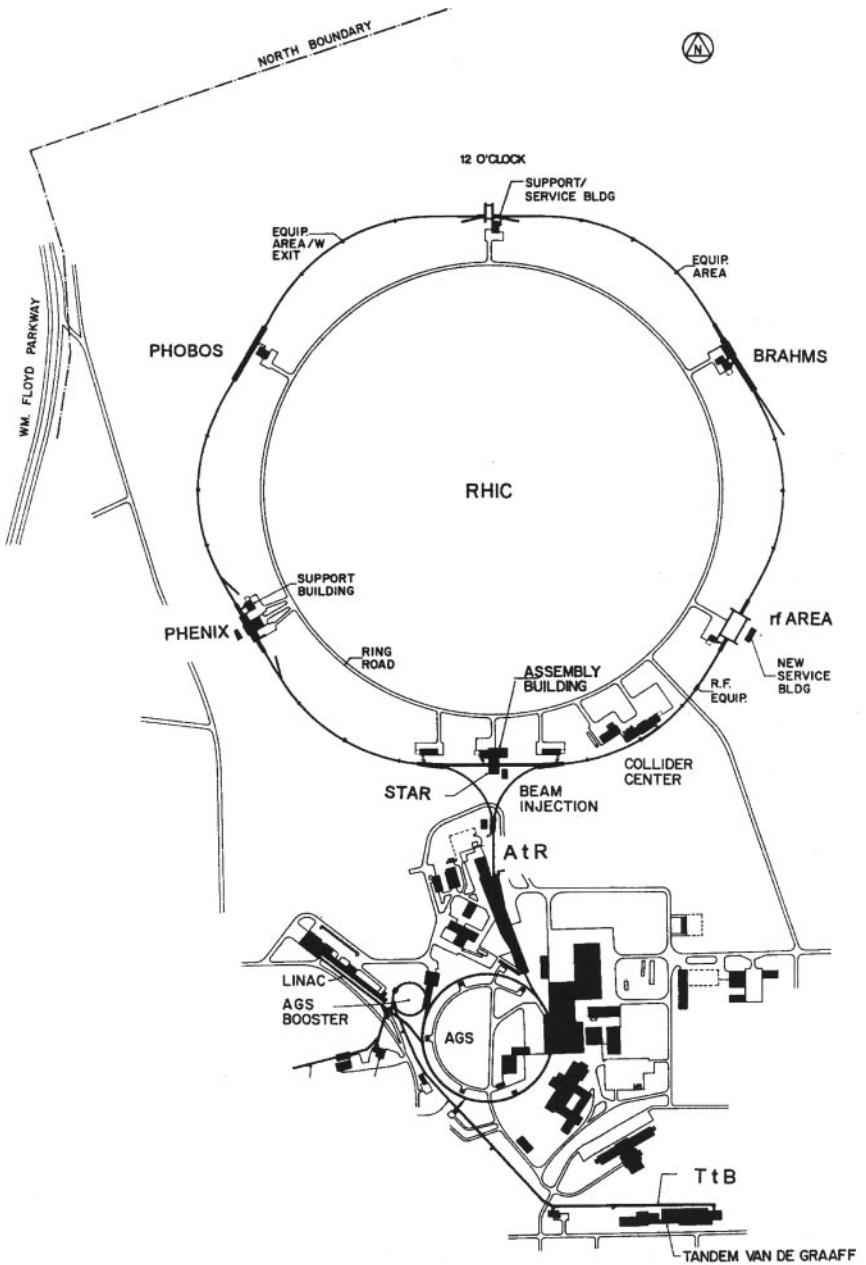 NORTH BOUNDARY
N
12 O'CLOCK
SUPPORT/
SERVICE BLDG
EQUIP.
AREA/W
EXIT
EQUIP.
AREA
WM. FLOYD PARKWAY
PHOBOS
BRAHMS
RHIC
SUPPORT
BUILDING
PHENIX
rf AREA
RING
ROAD
ASSEMBLY
BUILDING
NEW
SERVICE
BLDG
R.F.
EQUIP.
COLLIDER
CENTER
STAR
BEAM
INJECTION
AtR
LINAC
AGS
BOOSTER
AGS
TtB
TANDEM VAN DE GRAAFF